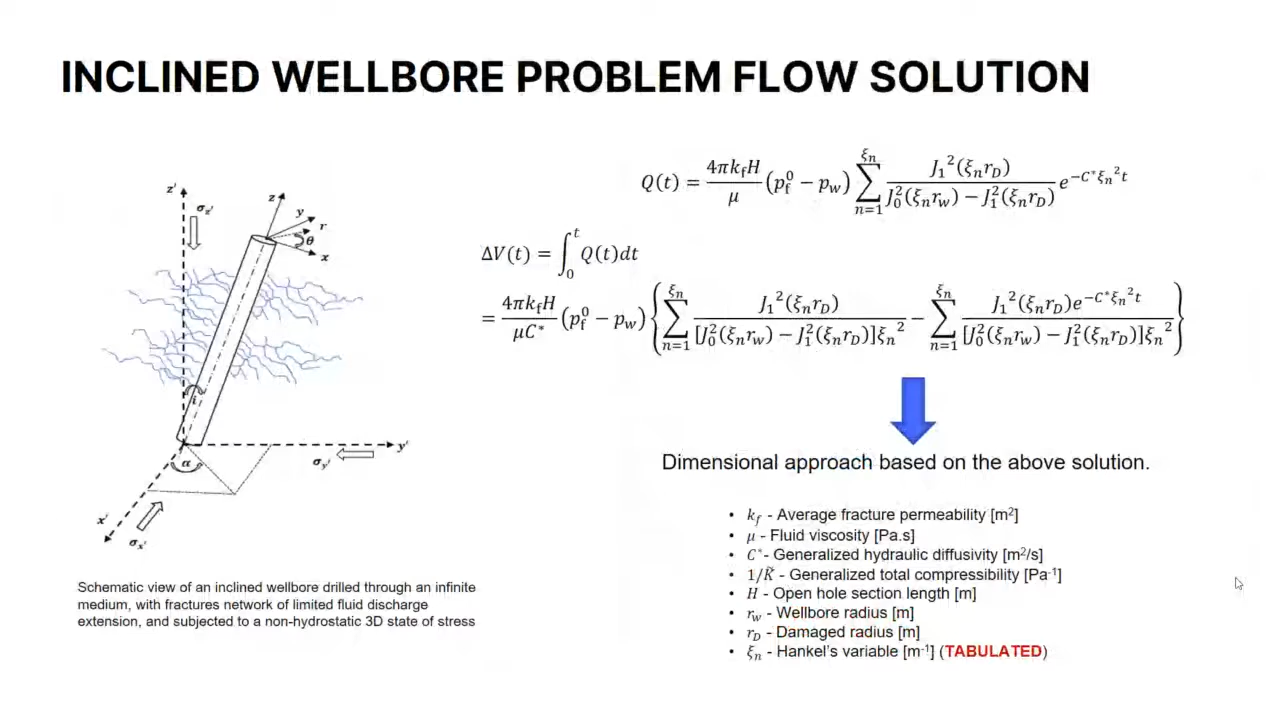 INCLINED WELLBORE PROBLEM FLOW SOLUTION
Q(t) = 4πk_fH/μ (p_f^0 − p_w) ∑_{n=1}^{ξ_n} J_1^2(ξ_n r_D) / (J_0^2(ξ_n r_w) − J_1^2(ξ_n r_D)) e^{−C^*ξ_n^2 t}
ΔV(t) = ∫_0^t Q(t)dt
= 4πk_fH/μC^* (p_f^0 − p_w) { ∑_{n=1}^{ξ_n} J_1^2(ξ_n r_D) / ([J_0^2(ξ_n r_w) − J_1^2(ξ_n r_D)]ξ_n^2) − ∑_{n=1}^{ξ_n} J_1^2(ξ_n r_D)e^{−C^*ξ_n^2 t} / ([J_0^2(ξ_n r_w) − J_1^2(ξ_n r_D)]ξ_n^2) }
z'
σ_z'
z
y
r
θ
x
i
α
y'
σ_y'
x'
σ_x'
Schematic view of an inclined wellbore drilled through an infinite
medium, with fractures network of limited fluid discharge
extension, and subjected to a non-hydrostatic 3D state of stress
Dimensional approach based on the above solution.
• k_f - Average fracture permeability [m²]
• μ - Fluid viscosity [Pa.s]
• C^*- Generalized hydraulic diffusivity [m²/s]
• 1/K̃ - Generalized total compressibility [Pa⁻¹]
• H - Open hole section length [m]
• r_w - Wellbore radius [m]
• r_D - Damaged radius [m]
• ξ_n - Hankel's variable [m⁻¹] (TABULATED)